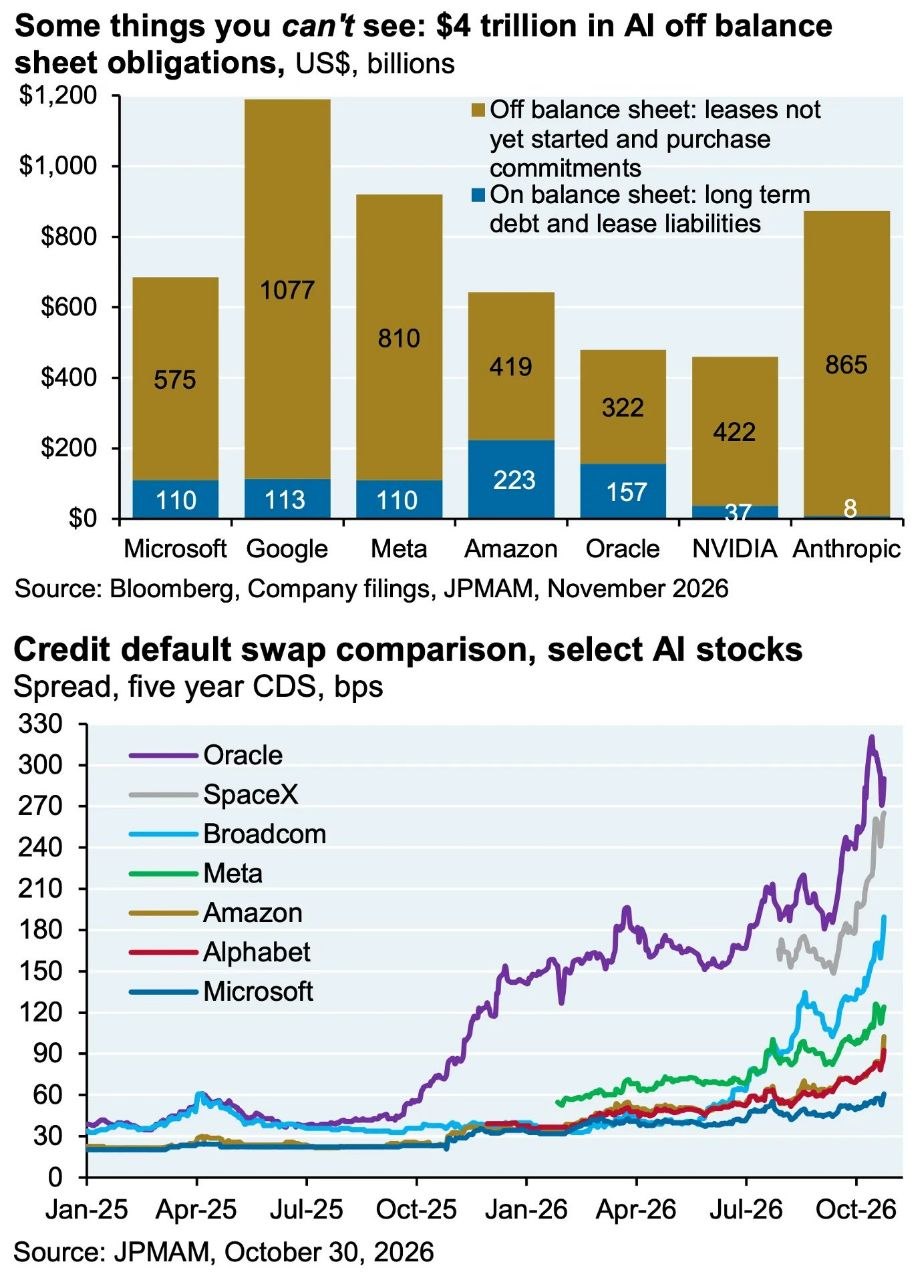 Some things you can't see: $4 trillion in AI off balance
sheet obligations, US$, billions
$1,200
$1,000
$800
$600
$400
$200
$0
Off balance sheet: leases not
yet started and purchase
commitments
On balance sheet: long term
debt and lease liabilities
575
1077
810
419
322
422
865
110
113
110
223
157
37
8
Microsoft Google Meta Amazon Oracle NVIDIA Anthropic
Source: Bloomberg, Company filings, JPMAM, November 2026
Credit default swap comparison, select AI stocks
Spread, five year CDS, bps
330
300
270
240
210
180
150
120
90
60
30
0
Oracle
SpaceX
Broadcom
Meta
Amazon
Alphabet
Microsoft
Jan-25 Apr-25 Jul-25 Oct-25 Jan-26 Apr-26 Jul-26 Oct-26
Source: JPMAM, October 30, 2026